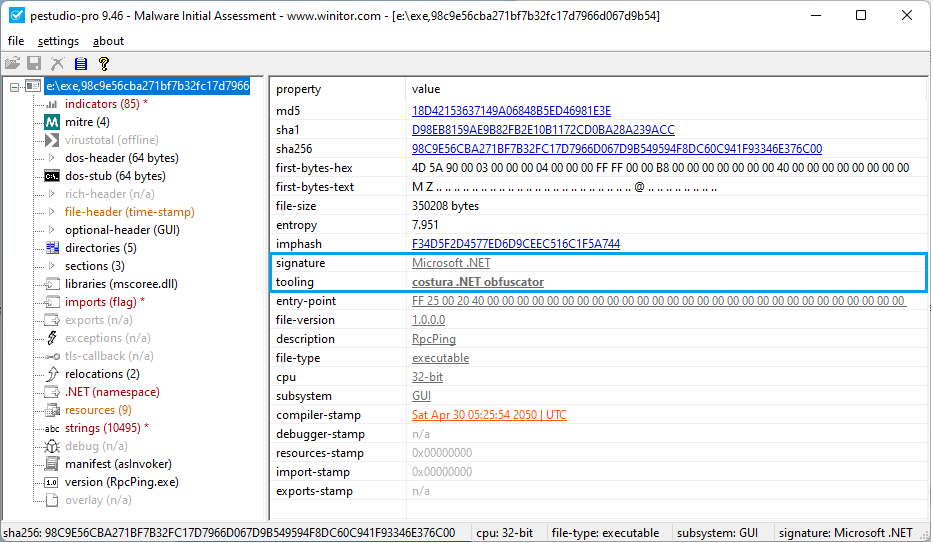 pestudio-pro 9.46 - Malware Initial Assessment - www.winitor.com - [e:\exe,98c9e56cba271bf7b32fc17d7966d067d9b54]
file settings about
e:\exe,98c9e56cba271bf7b32fc17d7966
indicators (85) *
M mitre (4)
virustotal (offline)
dos-header (64 bytes)
dos-stub (64 bytes)
rich-header (n/a)
file-header (time-stamp)
optional-header (GUI)
directories (5)
sections (3)
libraries (mscoree.dll)
imports (flag) *
exports (n/a)
exceptions (n/a)
tls-callback (n/a)
relocations (2)
.NET (namespace)
resources (9)
abc strings (10495) *
debug (n/a)
manifest (asInvoker)
1.0 version (RpcPing.exe)
overlay (n/a)
property value
md5 18D42153637149A06848B5ED46981E3E
sha1 D98EB8159AE9B82FB2E10B1172CD0BA28A239ACC
sha256 98C9E56CBA271BF7B32FC17D7966D067D9B549594F8DC60C941F93346E376C00
first-bytes-hex 4D 5A 90 00 03 00 00 00 04 00 00 00 FF FF 00 00 B8 00 00 00 00 00 00 00 40 00 00 00 00 00 00 00
first-bytes-text M Z .. .. .. .. .. .. .. .. .. .. .. .. .. .. .. .. .. .. .. .. .. .. @ .. .. .. .. .. .. ..
file-size 350208 bytes
entropy 7.951
imphash F34D5F2D4577ED6D9CEEC516C1F5A744
signature Microsoft .NET
tooling costura .NET obfuscator
entry-point FF 25 00 20 40 00 00 00 00 00 00 00 00 00 00 00 00 00 00 00 00 00 00 00 00 00 00 00 00 00 00 00
file-version 1.0.0.0
description RpcPing
file-type executable
cpu 32-bit
subsystem GUI
compiler-stamp Sat Apr 30 05:25:54 2050 | UTC
debugger-stamp n/a
resources-stamp 0x00000000
import-stamp 0x00000000
exports-stamp n/a
sha256: 98C9E56CBA271BF7B32FC17D7966D067D9B549594F8DC60C941F93346E376C00 cpu: 32-bit file-type: executable subsystem: GUI signature: Microsoft .NET